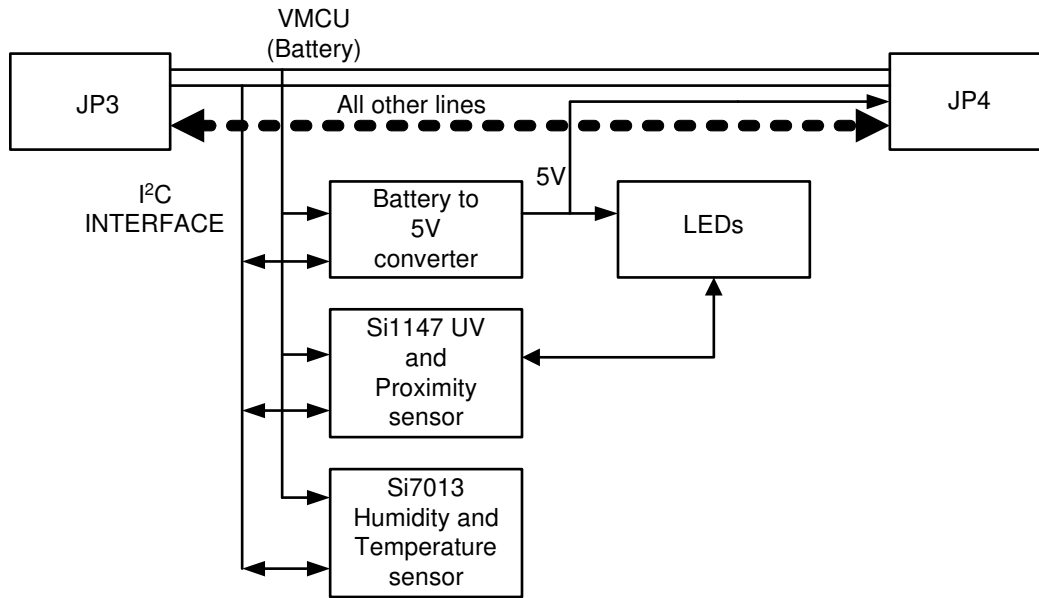 VMCU
(Battery)
JP3
JP4
All other lines
I²C
INTERFACE
5V
Battery to
5V
converter
LEDs
Si1147 UV
and
Proximity
sensor
Si7013
Humidity and
Temperature
sensor